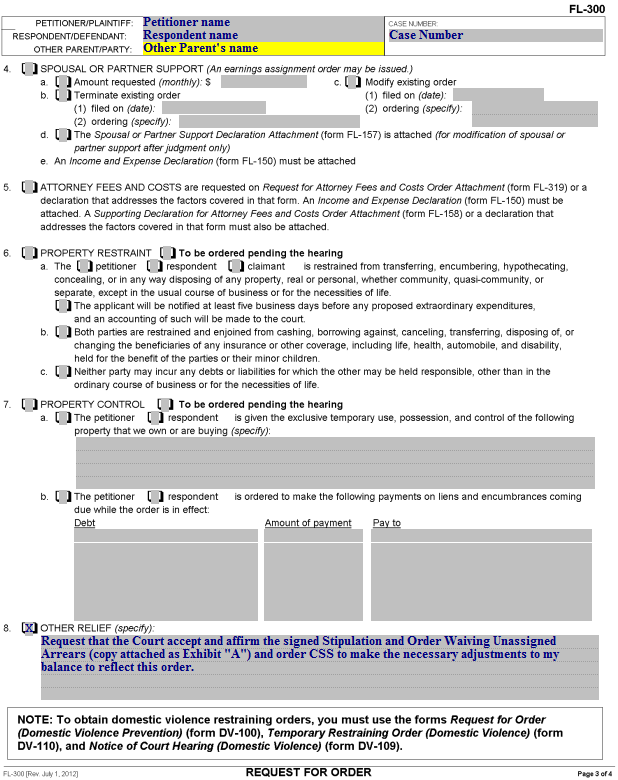 FL-300
PETITIONER/PLAINTIFF: Petitioner name
RESPONDENT/DEFENDANT: Respondent name
OTHER PARENT/PARTY: Other Parent's name
CASE NUMBER:
Case Number
4. SPOUSAL OR PARTNER SUPPORT (An earnings assignment order may be issued.)
a. Amount requested (monthly): $ c. Modify existing order
b. Terminate existing order (1) filed on (date):
(1) filed on (date): (2) ordering (specify):
(2) ordering (specify):
d. The Spousal or Partner Support Declaration Attachment (form FL-157) is attached (for modification of spousal or
partner support after judgment only)
e. An Income and Expense Declaration (form FL-150) must be attached
5. ATTORNEY FEES AND COSTS are requested on Request for Attorney Fees and Costs Order Attachment (form FL-319) or a
declaration that addresses the factors covered in that form. An Income and Expense Declaration (form FL-150) must be
attached. A Supporting Declaration for Attorney Fees and Costs Order Attachment (form FL-158) or a declaration that
addresses the factors covered in that form must also be attached.
6. PROPERTY RESTRAINT To be ordered pending the hearing
a. The petitioner respondent claimant is restrained from transferring, encumbering, hypothecating,
concealing, or in any way disposing of any property, real or personal, whether community, quasi-community, or
separate, except in the usual course of business or for the necessities of life.
The applicant will be notified at least five business days before any proposed extraordinary expenditures,
and an accounting of such will be made to the court.
b. Both parties are restrained and enjoined from cashing, borrowing against, canceling, transferring, disposing of, or
changing the beneficiaries of any insurance or other coverage, including life, health, automobile, and disability,
held for the benefit of the parties or their minor children.
c. Neither party may incur any debts or liabilities for which the other may be held responsible, other than in the
ordinary course of business or for the necessities of life.
7. PROPERTY CONTROL To be ordered pending the hearing
a. The petitioner respondent is given the exclusive temporary use, possession, and control of the following
property that we own or are buying (specify):
b. The petitioner respondent is ordered to make the following payments on liens and encumbrances coming
due while the order is in effect:
Debt Amount of payment Pay to
8. X OTHER RELIEF (specify):
Request that the Court accept and affirm the signed Stipulation and Order Waiving Unassigned
Arrears (copy attached as Exhibit "A") and order CSS to make the necessary adjustments to my
balance to reflect this order.
NOTE: To obtain domestic violence restraining orders, you must use the forms Request for Order
(Domestic Violence Prevention) (form DV-100), Temporary Restraining Order (Domestic Violence) (form
DV-110), and Notice of Court Hearing (Domestic Violence) (form DV-109).
FL-300 [Rev. July 1, 2012] REQUEST FOR ORDER Page 3 of 4